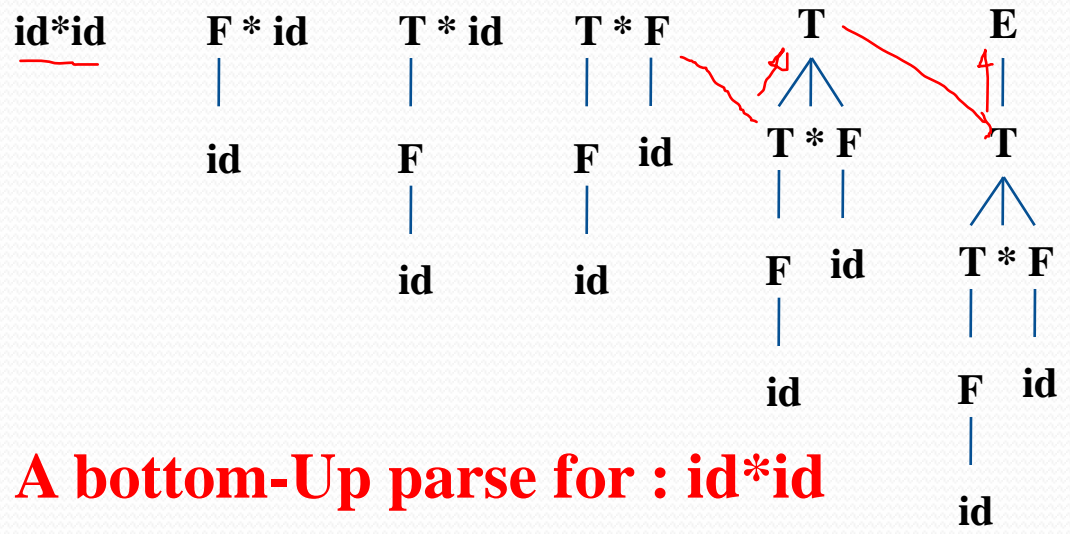 id*id F * id T * id T * F T E
id F F id T * F T
id id F id T * F
id F id
id
A bottom-Up parse for : id*id